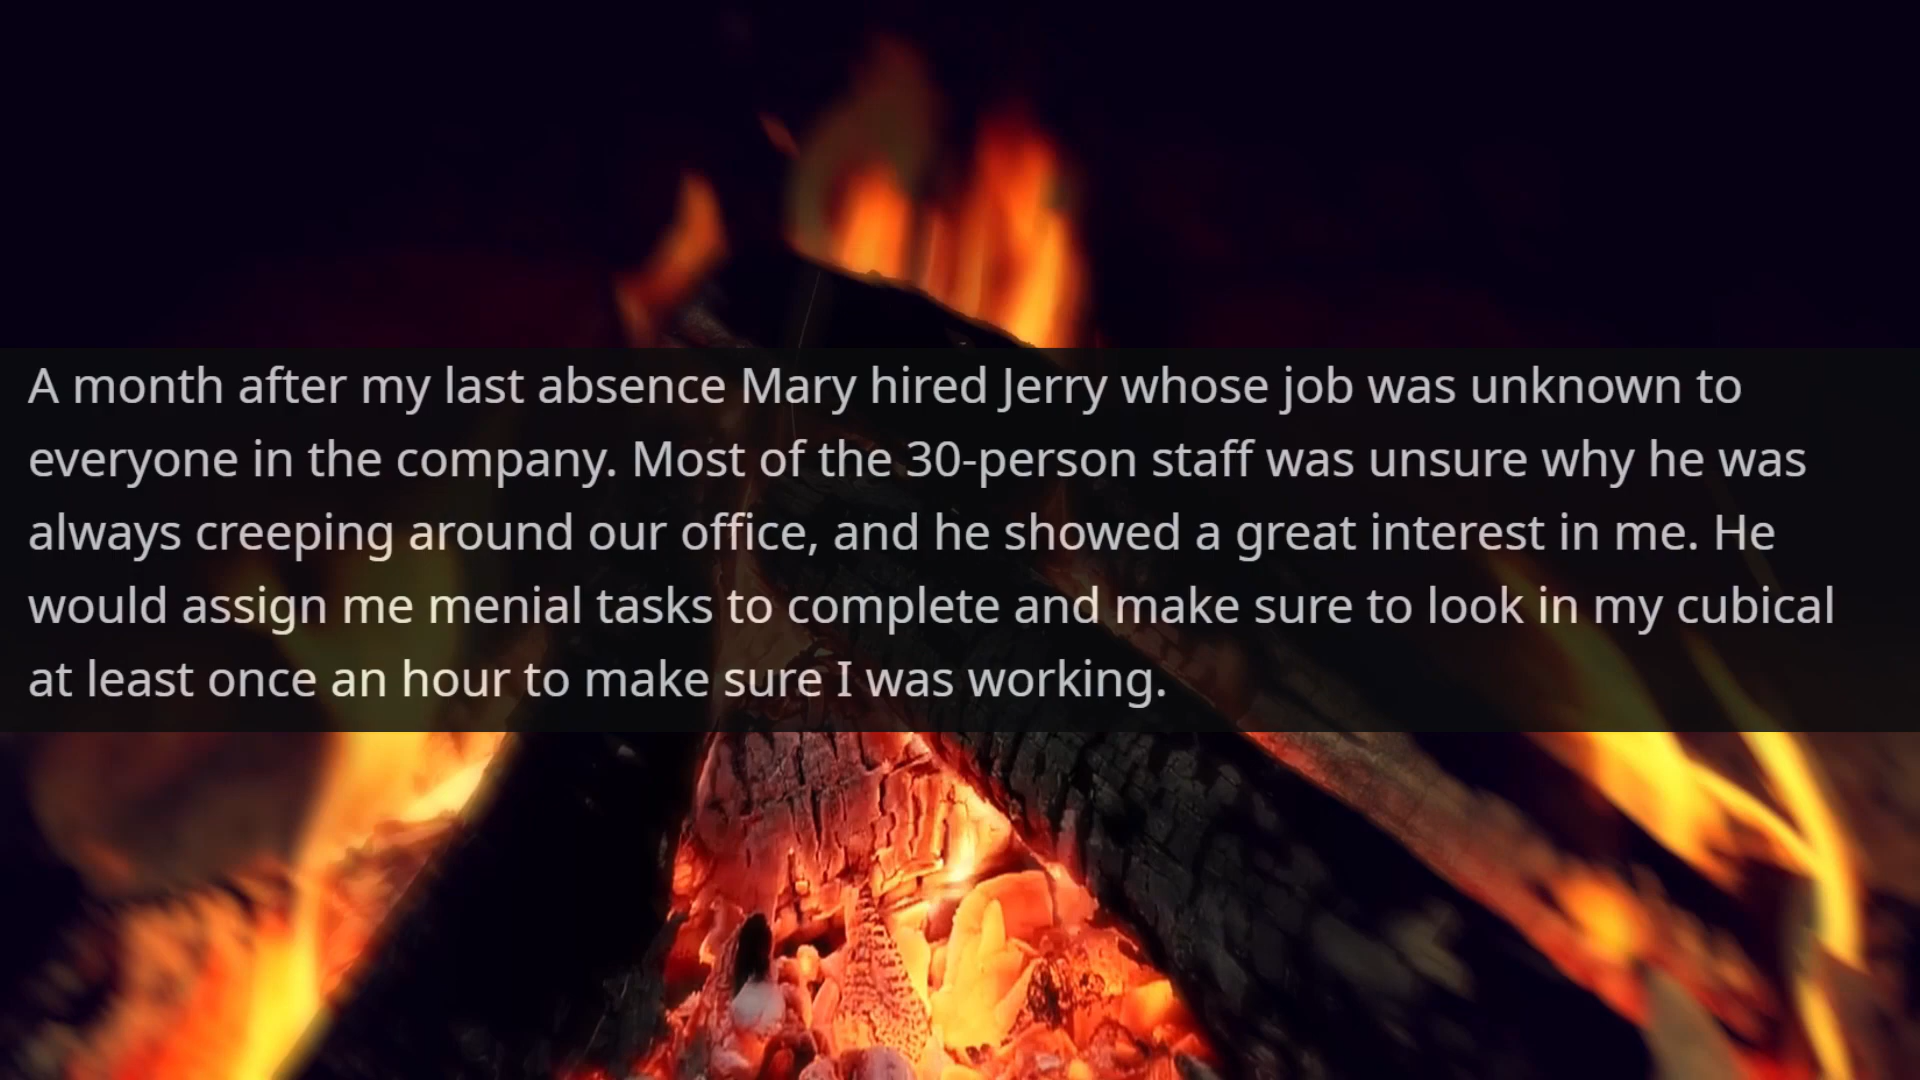 A month after my last absence Mary hired Jerry whose job was unknown to
everyone in the company. Most of the 30-person staff was unsure why he was
always creeping around our office, and he showed a great interest in me. He
would assign me menial tasks to complete and make sure to look in my cubical
at least once an hour to make sure I was working.